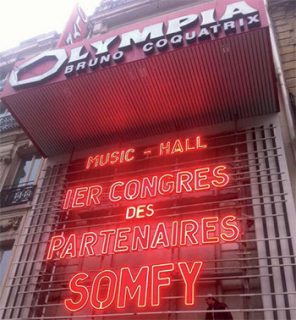 OLYMPIA
BRUNO COQUATRIX
MUSIC - HALL
1ER CONGRES
DES
PARTENAIRES
SOMFY